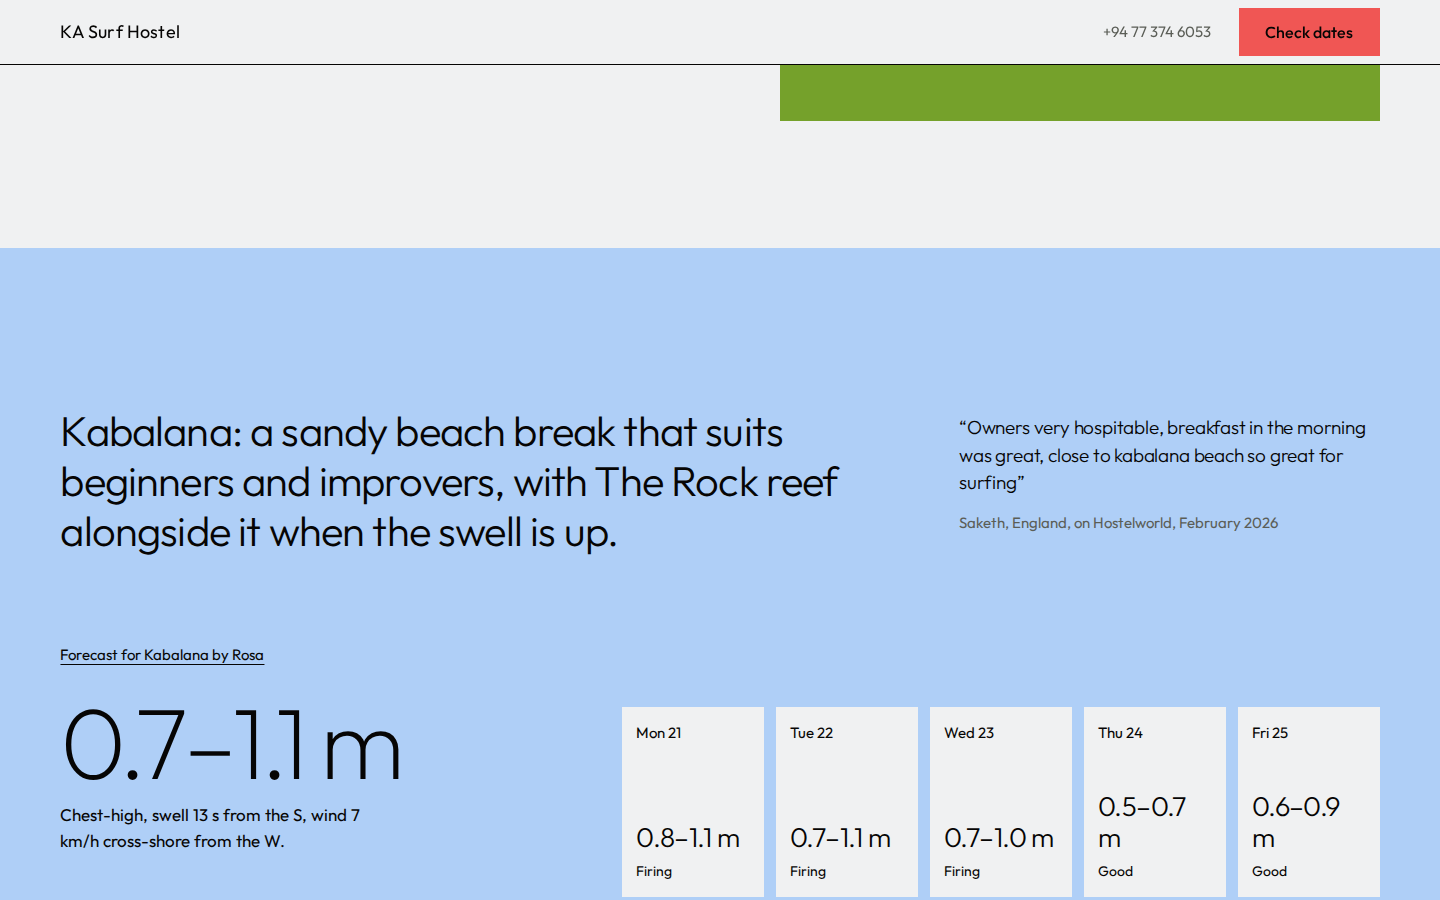 KA Surf Hostel
+94 77 374 6053
Check dates
Kabalana: a sandy beach break that suits
beginners and improvers, with The Rock reef
alongside it when the swell is up.
“Owners very hospitable, breakfast in the morning
was great, close to kabalana beach so great for
surfing”
Saketh, England, on Hostelworld, February 2026
Forecast for Kabalana by Rosa
0.7–1.1 m
Chest-high, swell 13 s from the S, wind 7
km/h cross-shore from the W.
Mon 21
0.8–1.1 m
Firing
Tue 22
0.7–1.1 m
Firing
Wed 23
0.7–1.0 m
Firing
Thu 24
0.5–0.7
m
Good
Fri 25
0.6–0.9
m
Good